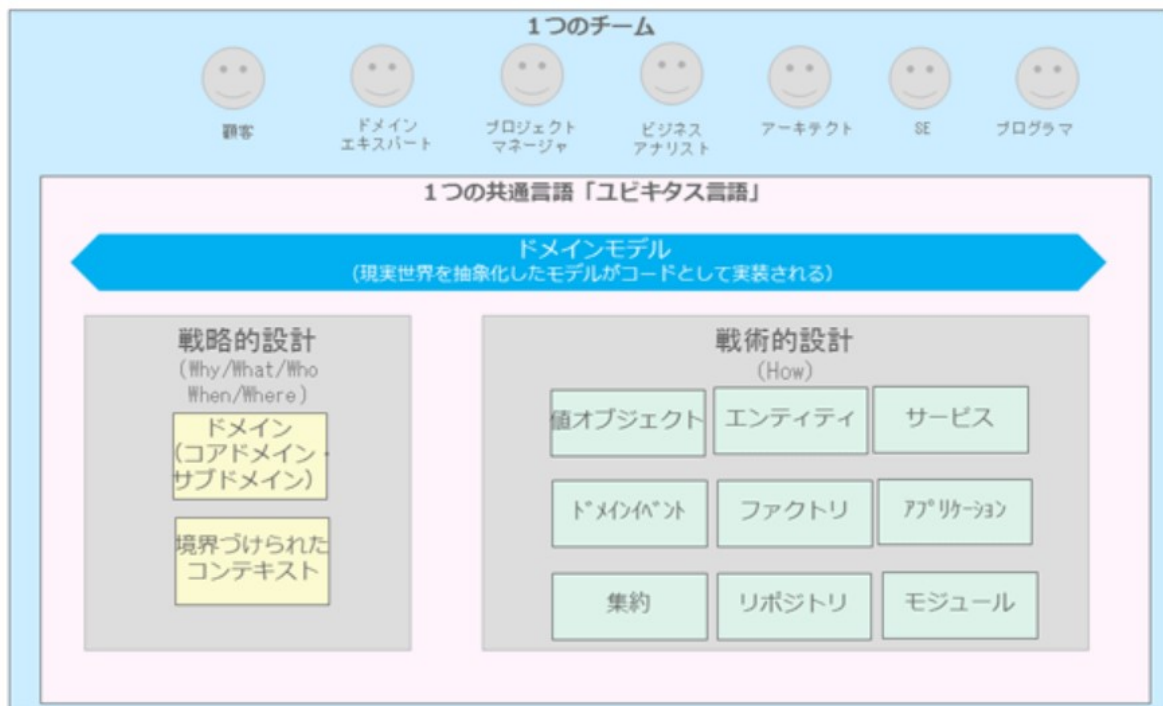 1つのチーム
顧客
ドメイン
エキスパート
プロジェクト
マネージャ
ビジネス
アナリスト
アーキテクト
SE
プログラマ
1つの共通言語「ユビキタス言語」
ドメインモデル
(現実世界を抽象化したモデルがコードとして実装される)
戦略的設計
(Why/What/Who
When/Where)
ドメイン
(コアドメイン・
サブドメイン)
境界づけられた
コンテキスト
戦術的設計
(How)
値オブジェクト
エンティティ
サービス
ドメインイベント
ファクトリ
アプリケーション
集約
リポジトリ
モジュール